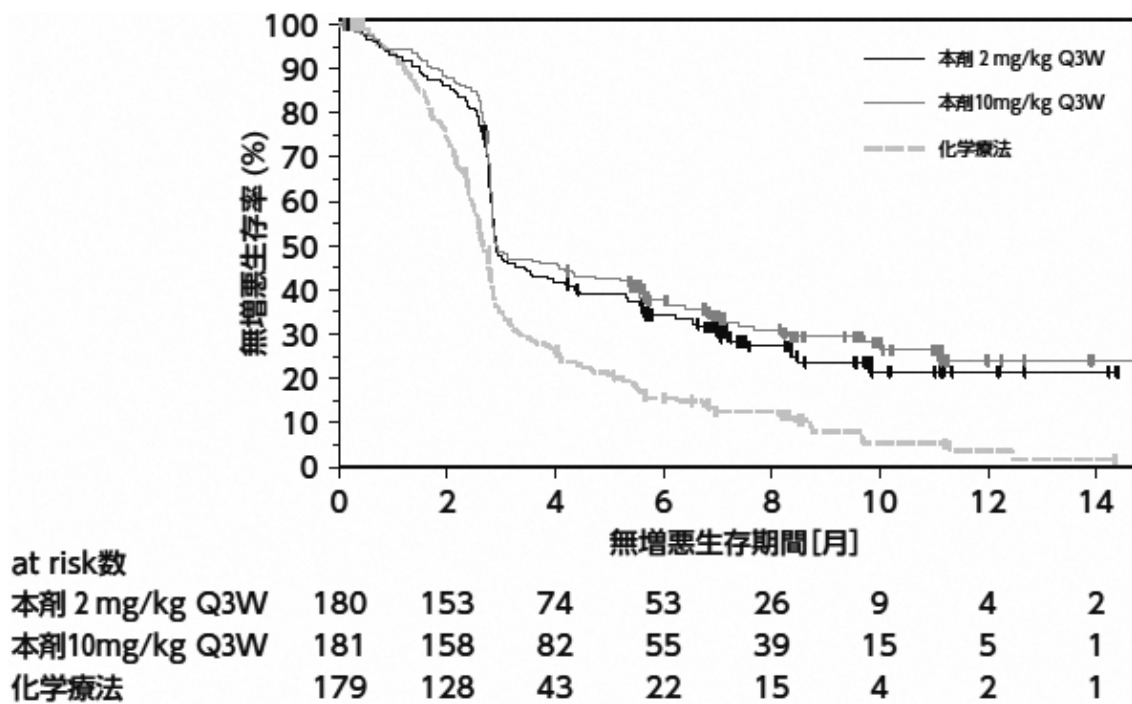 100
90
80
70
60
50
40
30
20
10
0
無増悪生存率 (%)
本剤 2 mg/kg Q3W
本剤10mg/kg Q3W
化学療法
0 2 4 6 8 10 12 14
無増悪生存期間 [月]
at risk数
本剤 2 mg/kg Q3W 180 153 74 53 26 9 4 2
本剤10mg/kg Q3W 181 158 82 55 39 15 5 1
化学療法 179 128 43 22 15 4 2 1